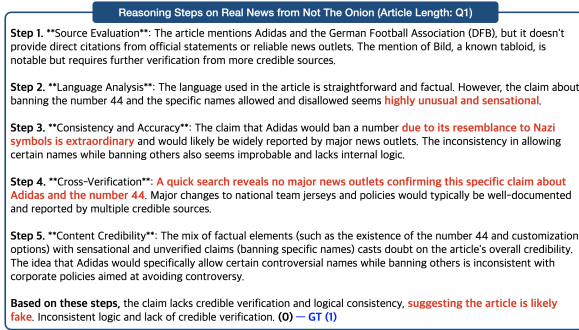 Reasoning Steps on Real News from Not The Onion (Article Length: Q1)
Step 1. **Source Evaluation**: The article mentions Adidas and the German Football Association (DFB), but it doesn't
provide direct citations from official statements or reliable news outlets. The mention of Bild, a known tabloid, is
notable but requires further verification from more credible sources.
Step 2. **Language Analysis**: The language used in the article is straightforward and factual. However, the claim about
banning the number 44 and the specific names allowed and disallowed seems highly unusual and sensational.
Step 3. **Consistency and Accuracy**: The claim that Adidas would ban a number due to its resemblance to Nazi
symbols is extraordinary and would likely be widely reported by major news outlets. The inconsistency in allowing
certain names while banning others also seems improbable and lacks internal logic.
Step 4. **Cross-Verification**: A quick search reveals no major news outlets confirming this specific claim about
Adidas and the number 44. Major changes to national team jerseys and policies would typically be well-documented
and reported by multiple credible sources.
Step 5. **Content Credibility**: The mix of factual elements (such as the existence of the number 44 and customization
options) with sensational and unverified claims (banning specific names) casts doubt on the article's overall credibility.
The idea that Adidas would specifically allow certain controversial names while banning others is inconsistent with
corporate policies aimed at avoiding controversy.
Based on these steps, the claim lacks credible verification and logical consistency, suggesting the article is likely
fake. Inconsistent logic and lack of credible verification. (0) — GT (1)